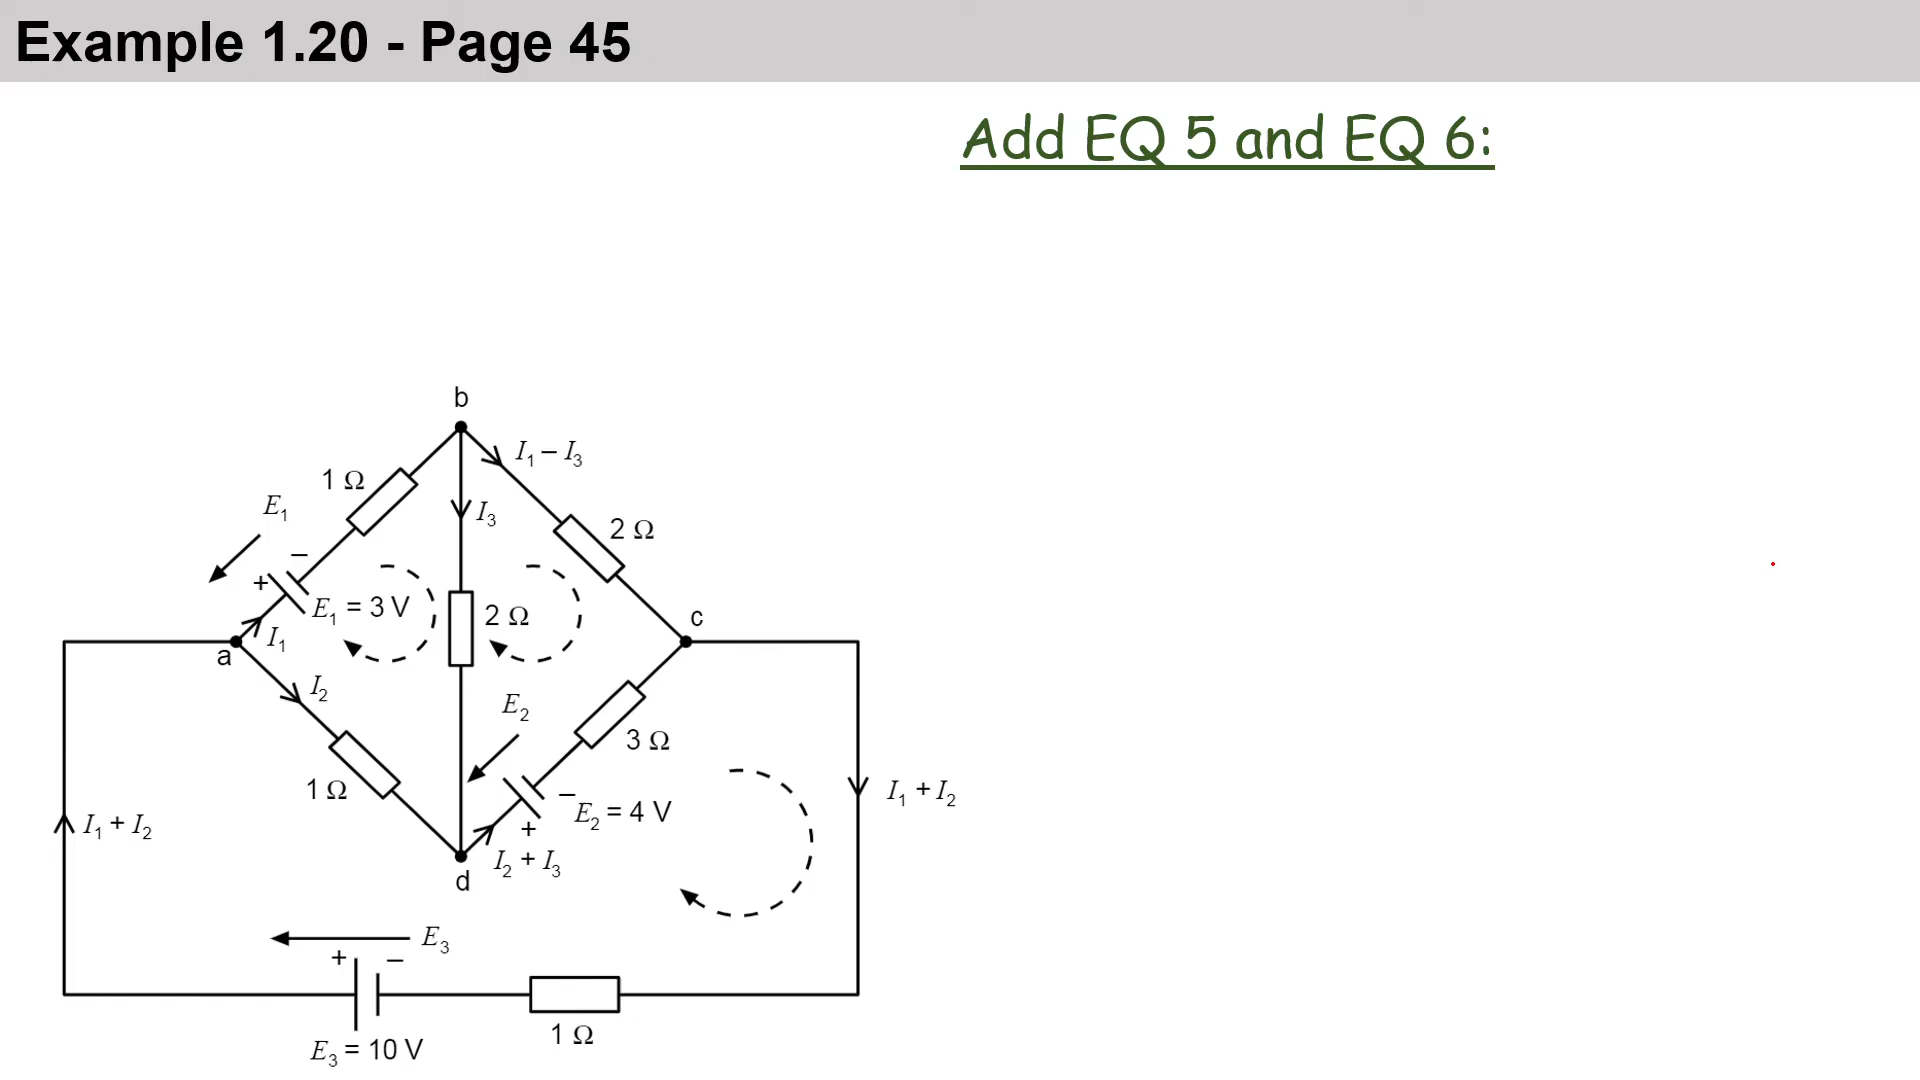 Example 1.20 - Page 45
Add EQ 5 and EQ 6:
b
I₁ – I₃
1 Ω
E₁
I₃
2 Ω
–
+
E₁ = 3 V
2 Ω
c
I₁
a
I₂
E₂
3 Ω
1 Ω
–
E₂ = 4 V
I₁ + I₂
+
I₁ + I₂
I₂ + I₃
d
E₃
+ –
1 Ω
E₃ = 10 V